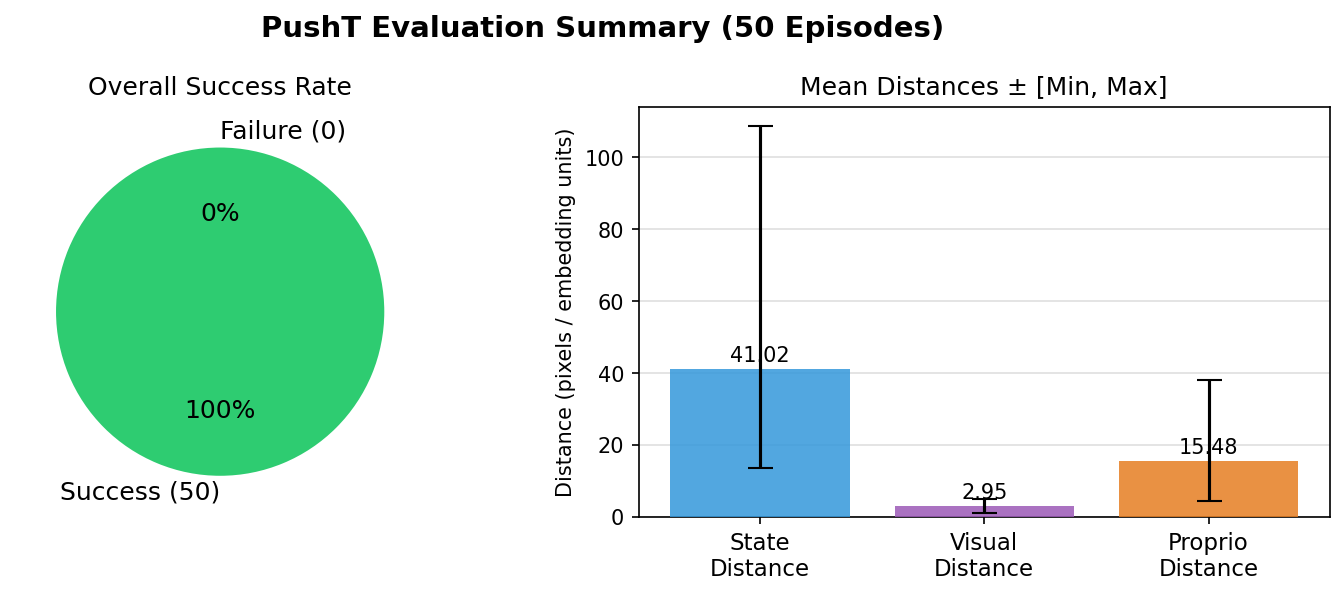 PushT Evaluation Summary (50 Episodes)
Overall Success Rate
Failure (0)
0%
100%
Success (50)
Mean Distances ± [Min, Max]
Distance (pixels / embedding units)
100
80
60
40
20
0
41.02
2.95
15.48
State
Distance
Visual
Distance
Proprio
Distance